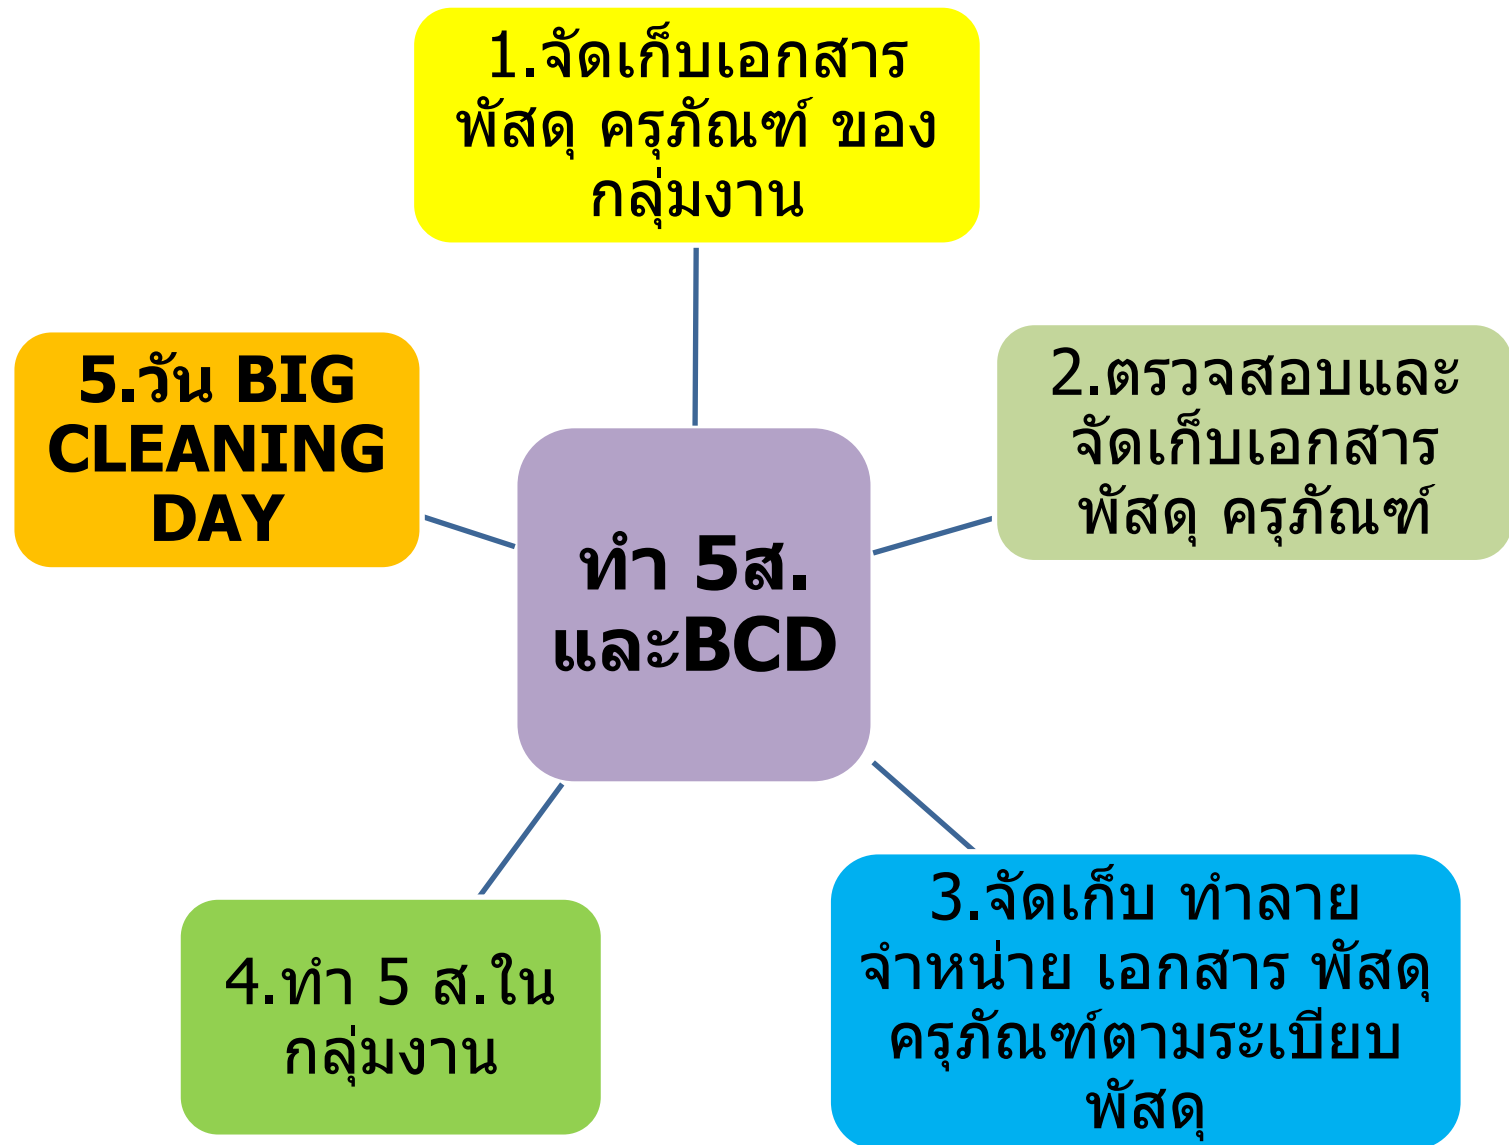 1.จัดเก็บเอกสาร
พัสดุ ครุภัณฑ์ ของ
กลุ่มงาน
2.ตรวจสอบและ
จัดเก็บเอกสาร
พัสดุ ครุภัณฑ์
3.จัดเก็บ ทำลาย
จำหน่าย เอกสาร พัสดุ
ครุภัณฑ์ตามระเบียบ
พัสดุ
4.ทำ 5 ส.ใน
กลุ่มงาน
5.วัน BIG
CLEANING
DAY
ทำ 5ส.
และBCD